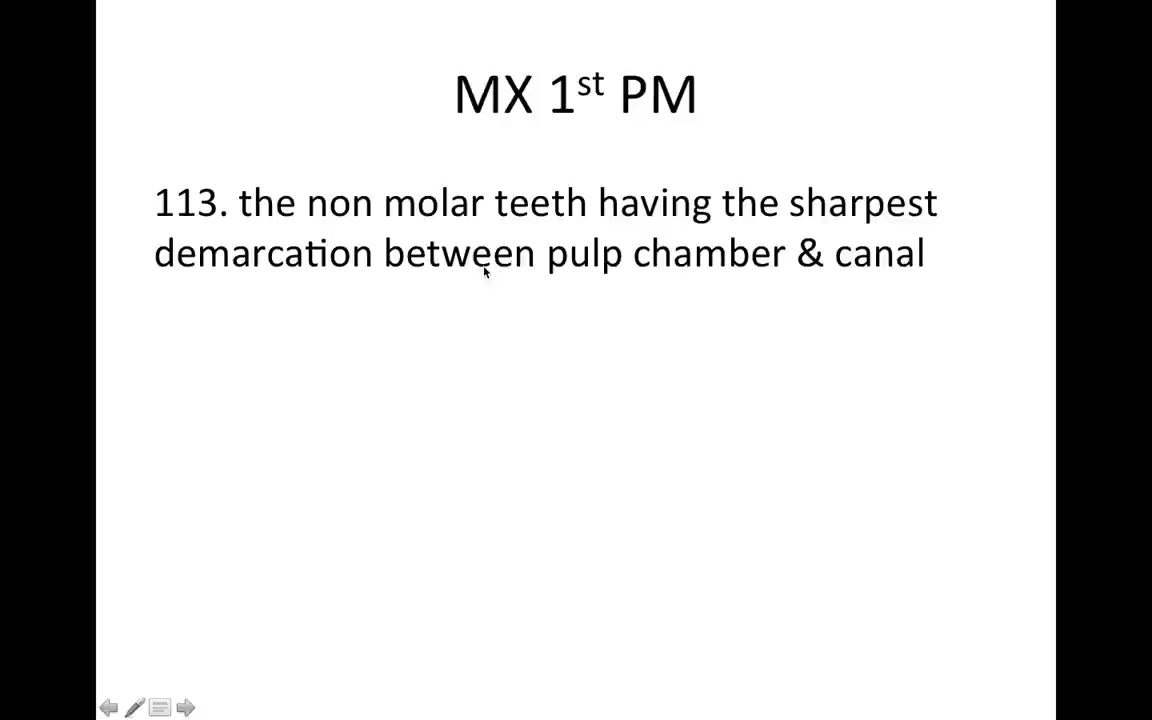 MX 1st PM
113. the non molar teeth having the sharpest
demarcation between pulp chamber & canal